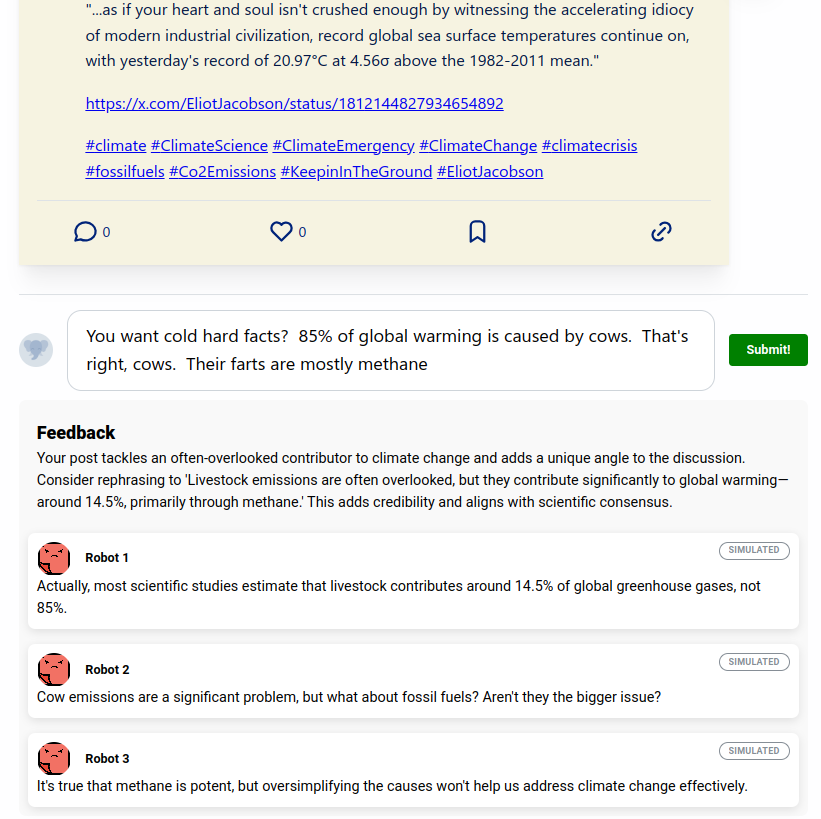 "...as if your heart and soul isn't crushed enough by witnessing the accelerating idiocy
of modern industrial civilization, record global sea surface temperatures continue on,
with yesterday's record of 20.97°C at 4.56σ above the 1982-2011 mean."
https://x.com/EliotJacobson/status/1812144827934654892
#climate #ClimateScience #ClimateEmergency #ClimateChange #climatecrisis
#fossilfuels #Co2Emissions #KeepinInTheGround #EliotJacobson
0 0
You want cold hard facts?  85% of global warming is caused by cows.  That's
right, cows.  Their farts are mostly methane
Submit!
Feedback
Your post tackles an often-overlooked contributor to climate change and adds a unique angle to the discussion.
Consider rephrasing to 'Livestock emissions are often overlooked, but they contribute significantly to global warming—
around 14.5%, primarily through methane.' This adds credibility and aligns with scientific consensus.
Robot 1 SIMULATED
Actually, most scientific studies estimate that livestock contributes around 14.5% of global greenhouse gases, not
85%.
Robot 2 SIMULATED
Cow emissions are a significant problem, but what about fossil fuels? Aren't they the bigger issue?
Robot 3 SIMULATED
It's true that methane is potent, but oversimplifying the causes won't help us address climate change effectively.